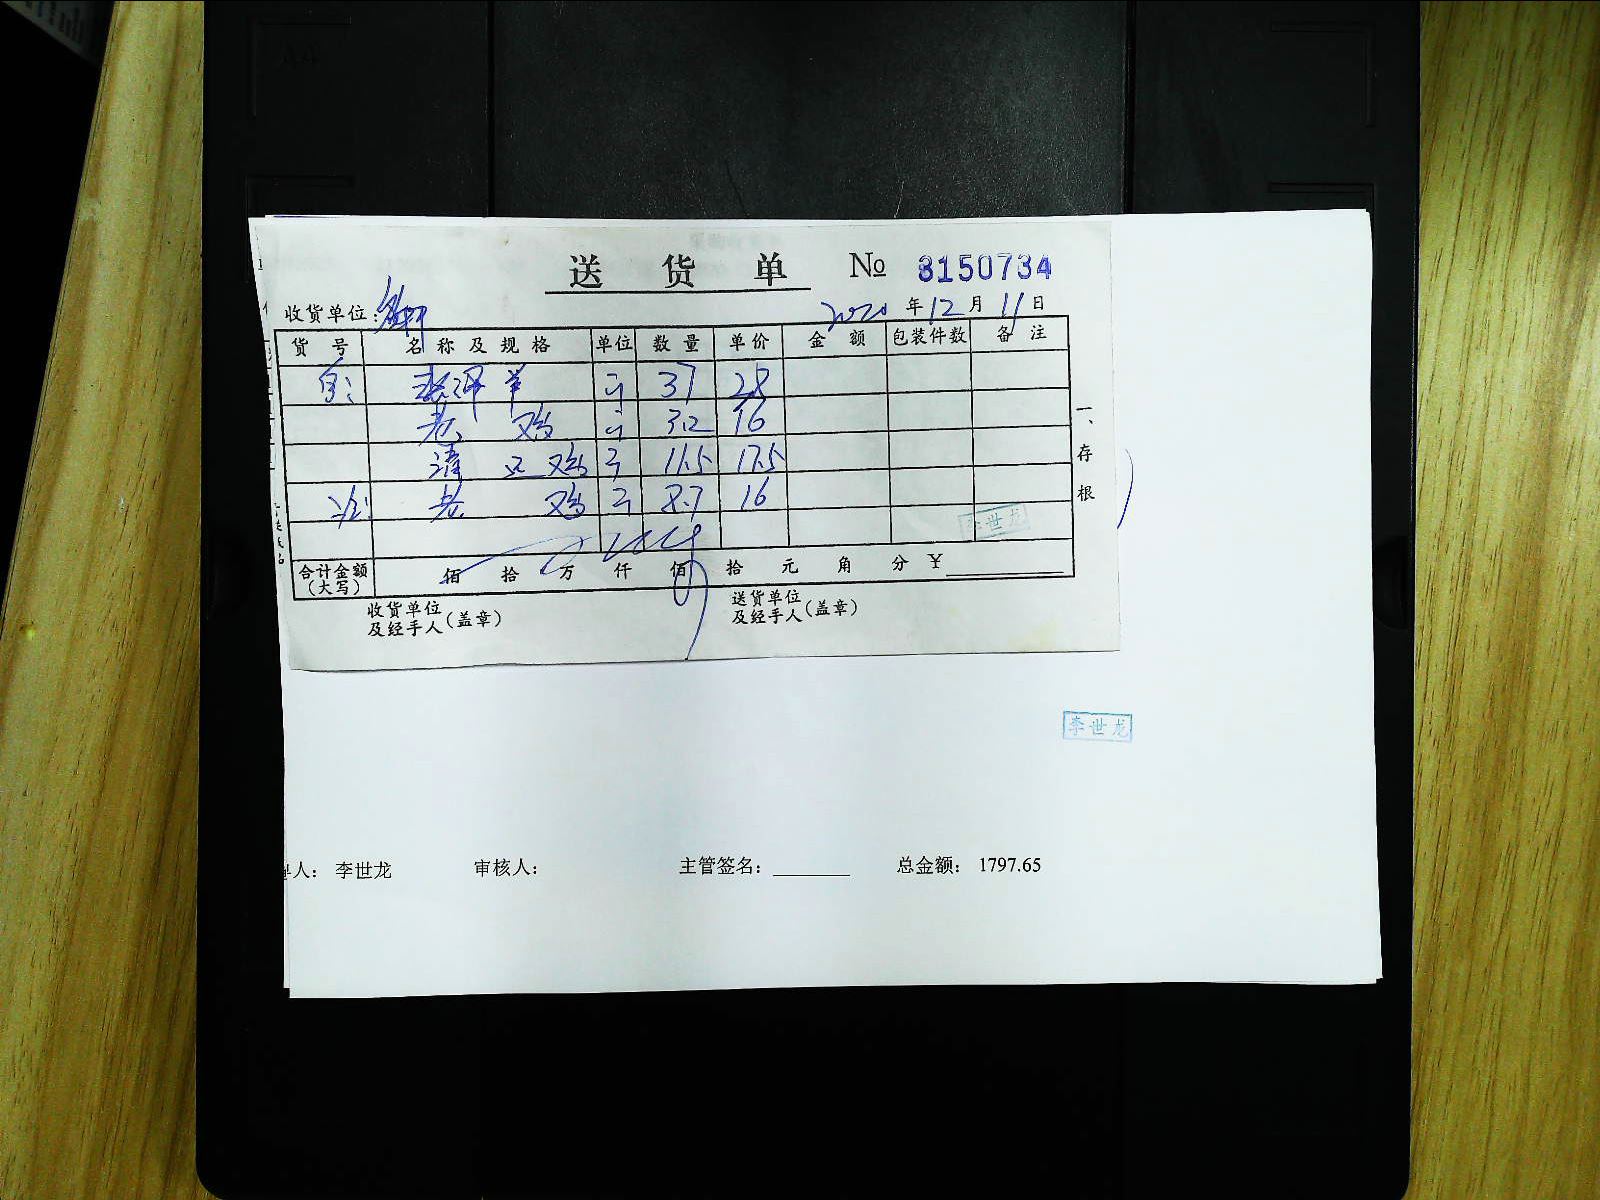 送 货 单 № 8150734
收货单位: 2020 年 12 月 11 日
货 号 名 称 及 规 格 单位 数 量 单 价 金 额 包装件数 备 注
37 28
老 鸡 32 16
清 鸡 11.5 17.5
老 鸡 8.7 16
李世龙
合计金额(大写) 佰 拾 万 仟 佰 拾 元 角 分 ¥
收货单位及经手人(盖章) 送货单位及经手人(盖章)
一、存根
李世龙
单人: 李世龙 审核人: 主管签名: 总金额: 1797.65